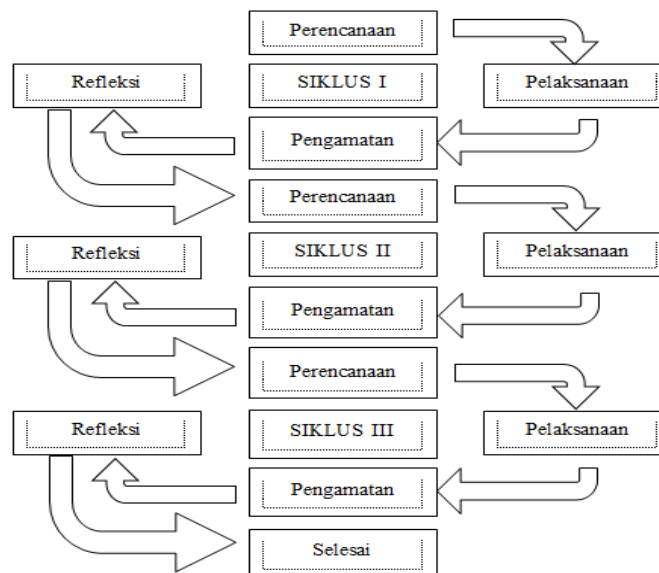 Perencanaan
Refleksi
SIKLUS I
Pelaksanaan
Pengamatan
Perencanaan
Refleksi
SIKLUS II
Pelaksanaan
Pengamatan
Perencanaan
Refleksi
SIKLUS III
Pelaksanaan
Pengamatan
Selesai